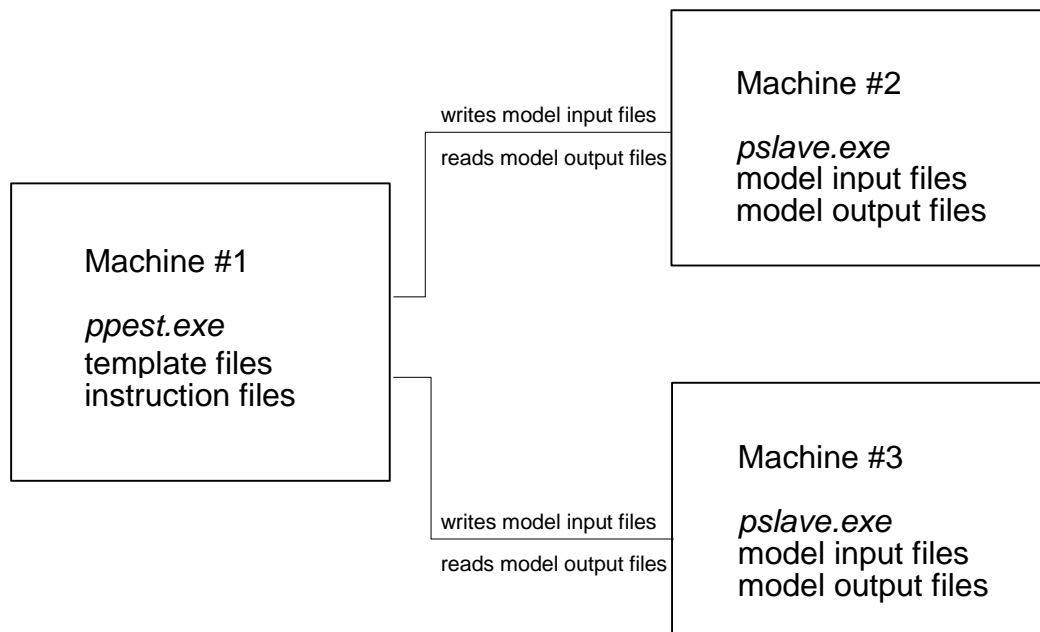 Machine #1
ppest.exe
template files
instruction files
writes model input files
reads model output files
Machine #2
pslave.exe
model input files
model output files
writes model input files
reads model output files
Machine #3
pslave.exe
model input files
model output files